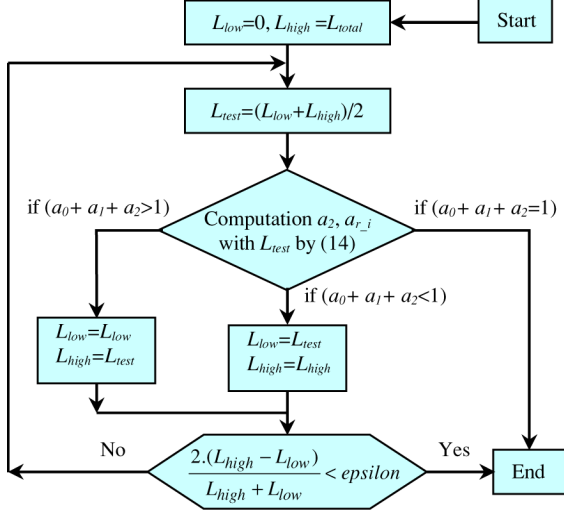 L_low=0, L_high =L_total
Start
L_test=(L_low+L_high)/2
if (a_0+ a_1+ a_2>1)
if (a_0+ a_1+ a_2=1)
Computation a_2, a_r_i
with L_test by (14)
if (a_0+ a_1+ a_2<1)
L_low=L_low
L_high=L_test
L_low=L_test
L_high=L_high
No
Yes
2.(L_high − L_low)
< epsilon
L_high + L_low
End